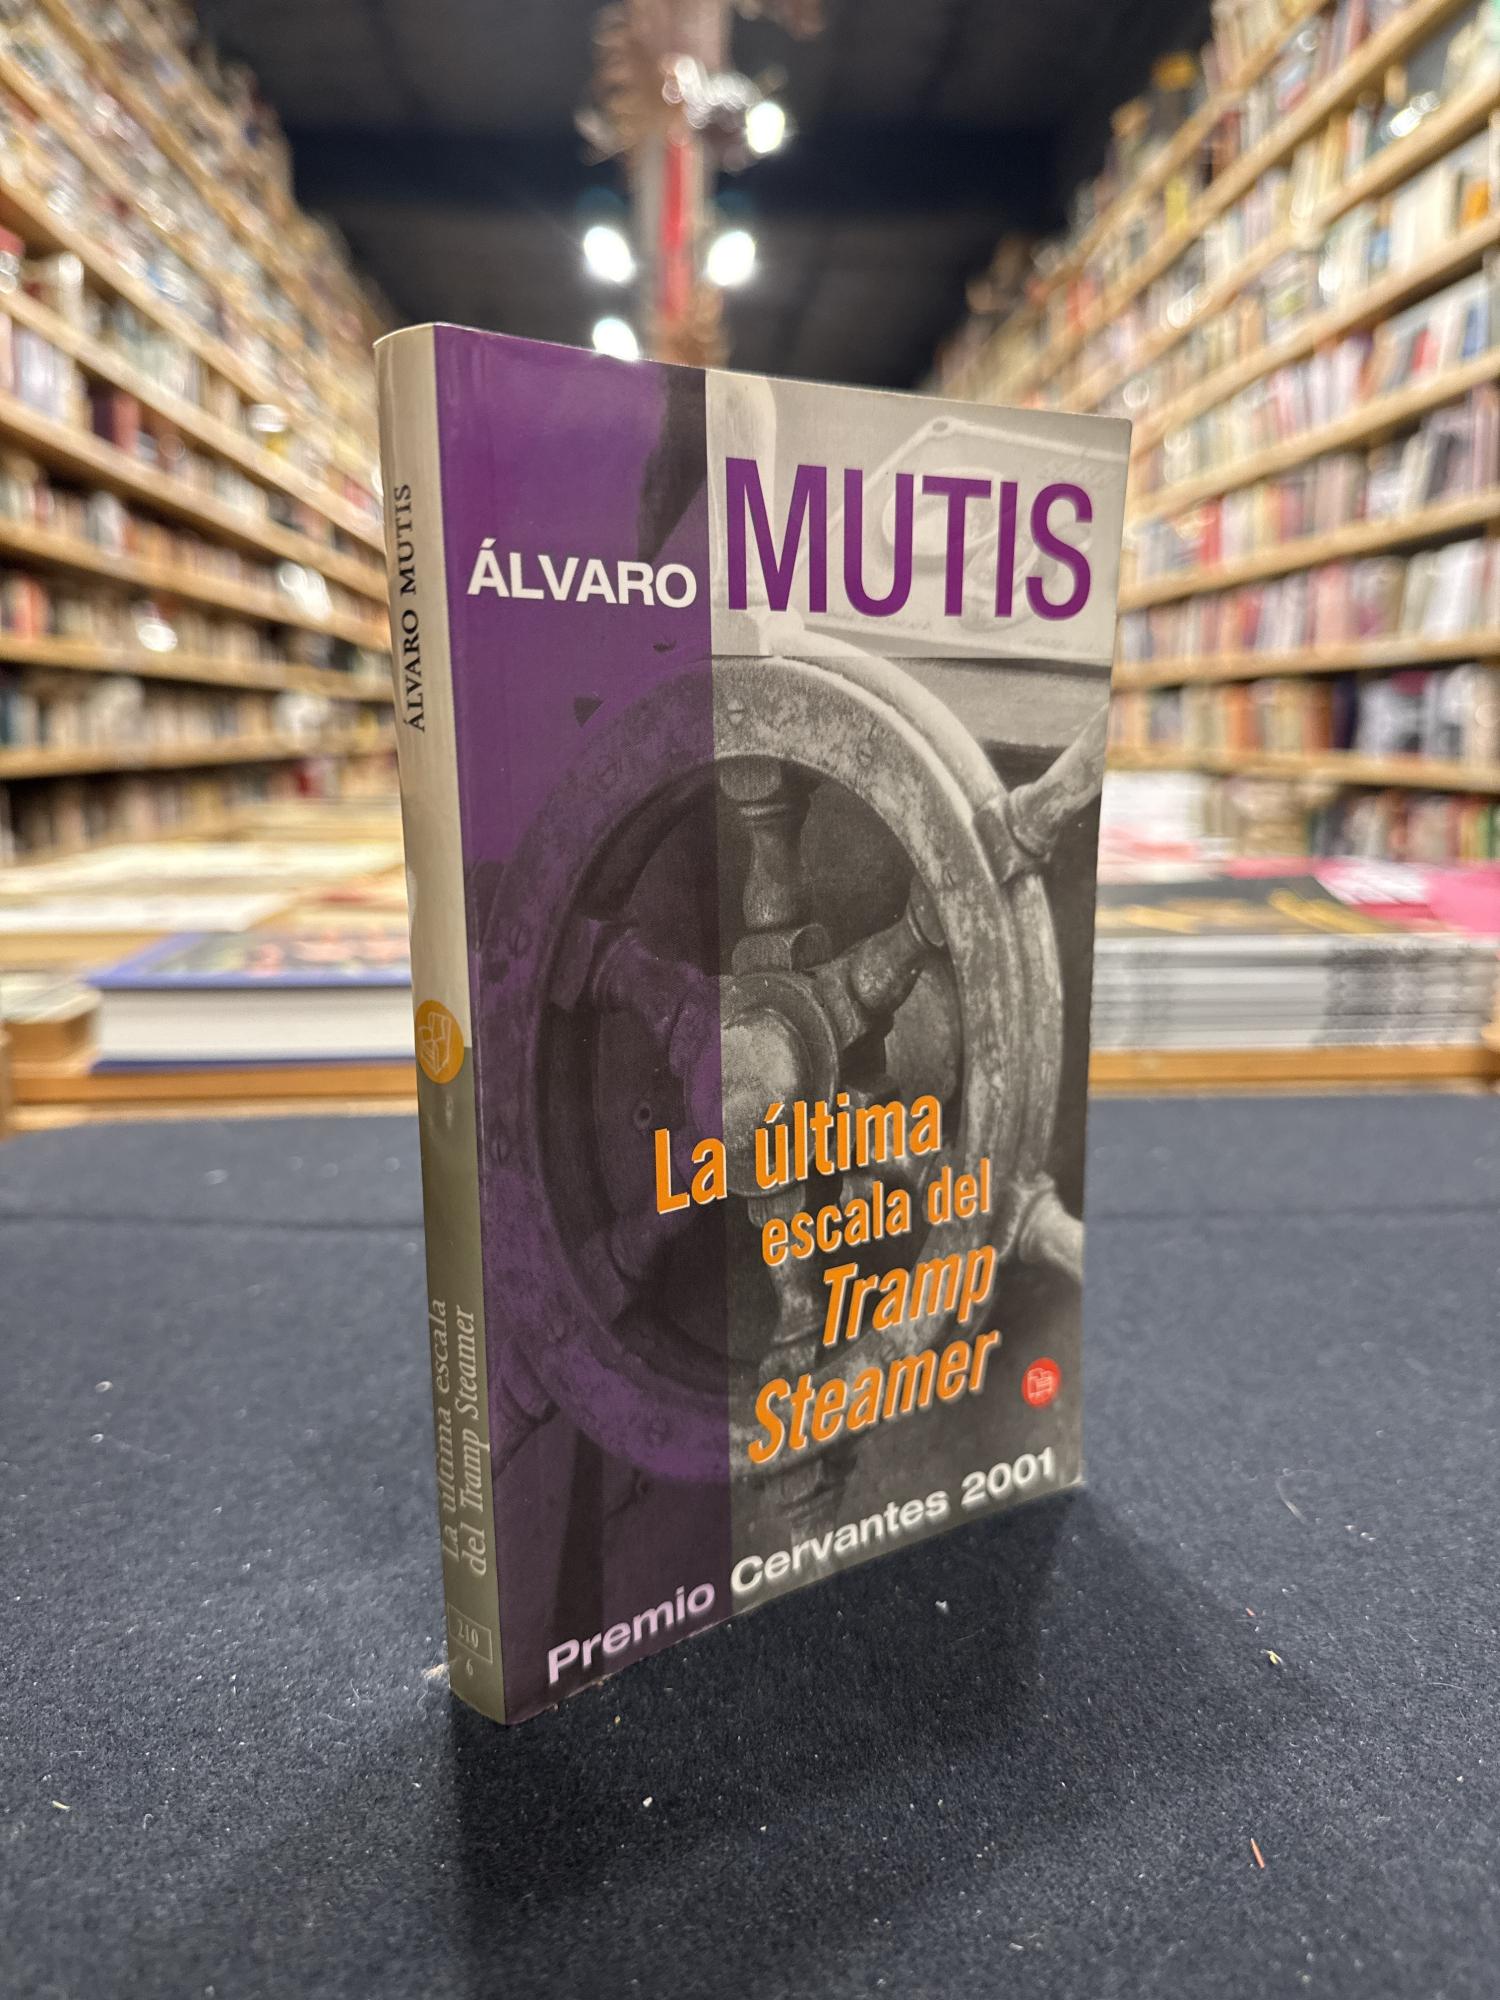 ÁLVARO MUTIS
La última escala
del Tramp Steamer
210
6
ÁLVARO MUTIS
La última
escala del
Tramp
Steamer
Premio Cervantes 2001